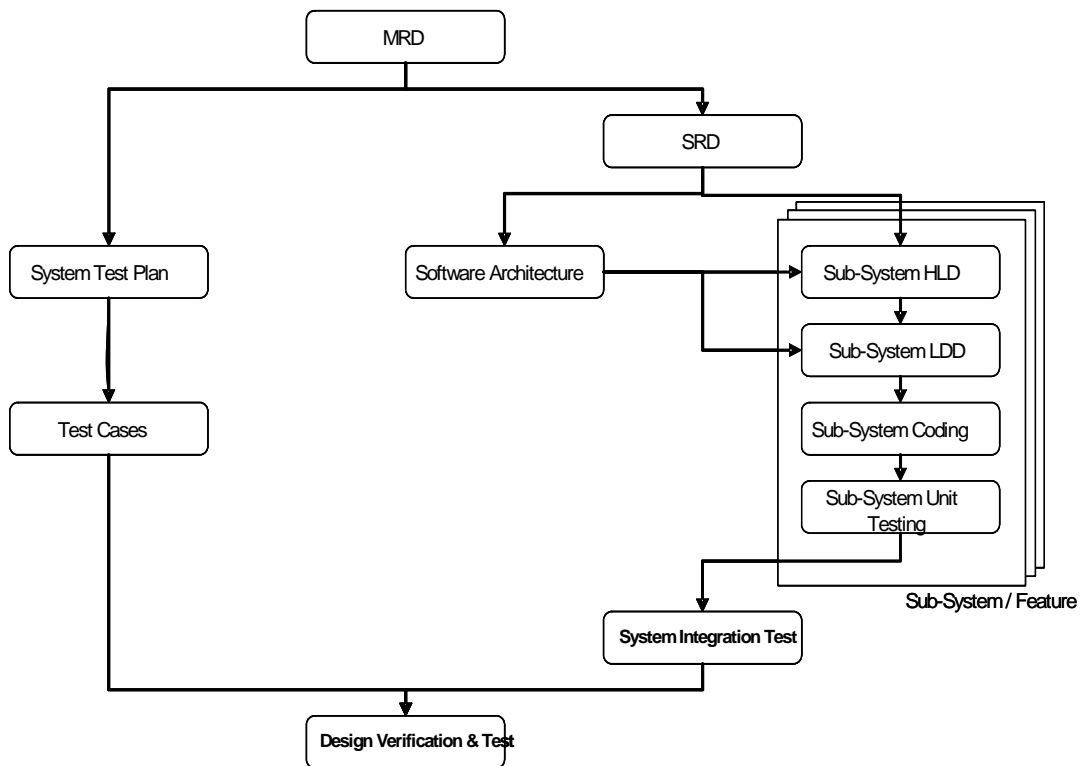 MRD
SRD
System Test Plan
Software Architecture
Sub-System HLD
Sub-System LDD
Test Cases
Sub-System Coding
Sub-System Unit
Testing
Sub-System / Feature
System Integration Test
Design Verification & Test